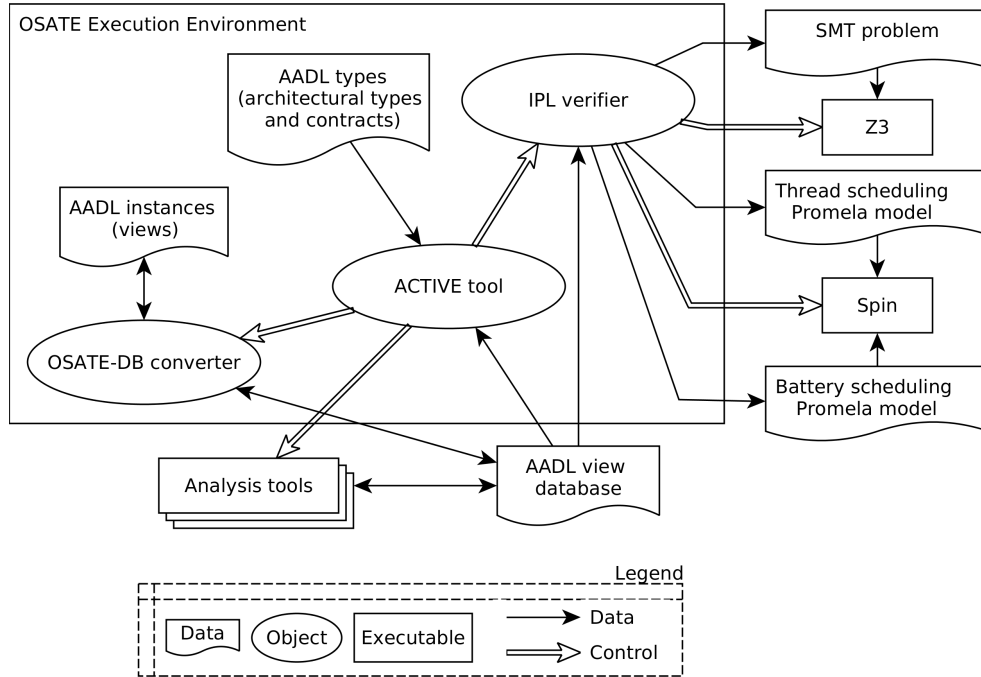 OSATE Execution Environment
AADL types
(architectural types
and contracts)
IPL verifier
SMT problem
Z3
AADL instances
(views)
Thread scheduling
Promela model
ACTIVE tool
Spin
OSATE-DB converter
Battery scheduling
Promela model
Analysis tools
AADL view
database
Legend
Data
Object
Executable
Data
Control